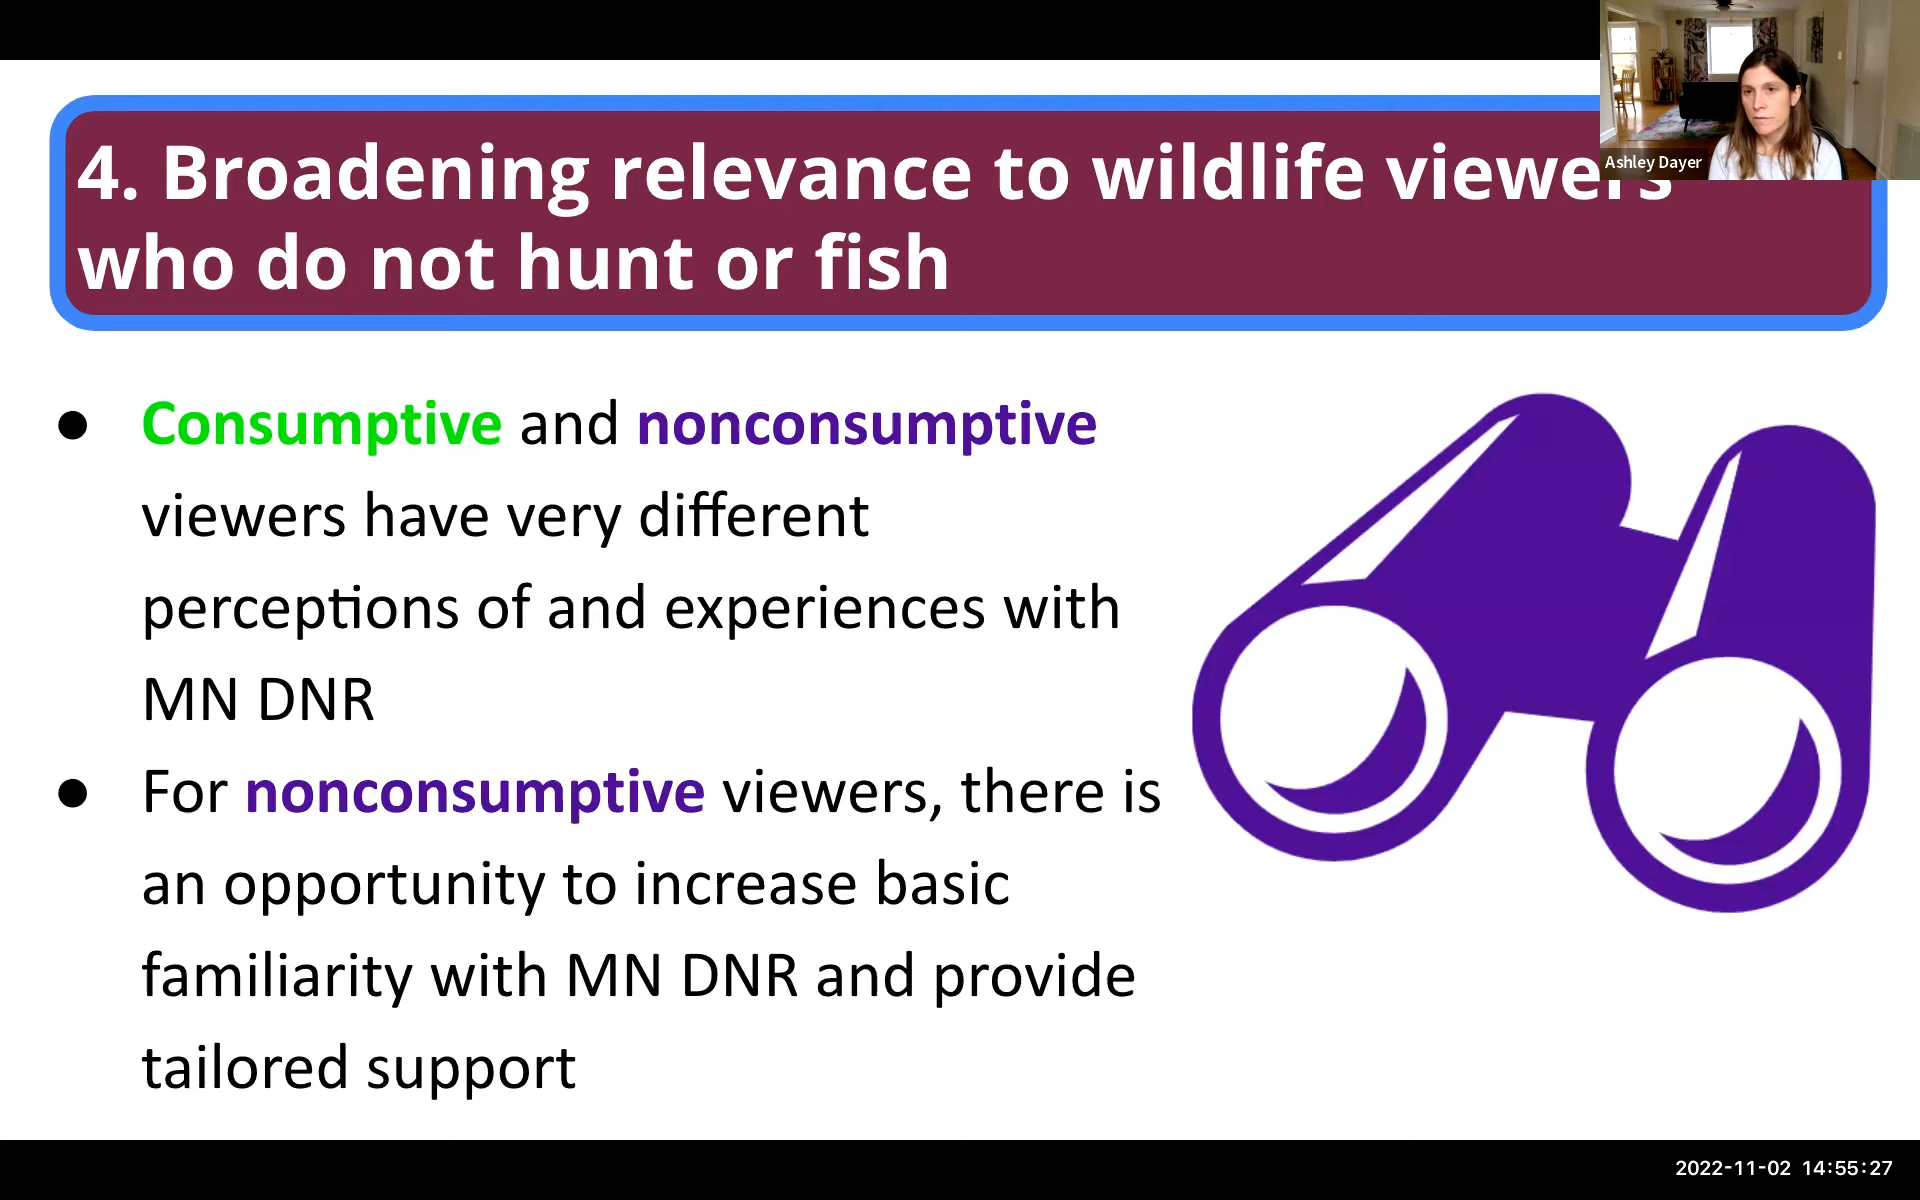 4. Broadening relevance to wildlife viewers
who do not hunt or fish
Ashley Dayer
● Consumptive and nonconsumptive
viewers have very different
perceptions of and experiences with
MN DNR
● For nonconsumptive viewers, there is
an opportunity to increase basic
familiarity with MN DNR and provide
tailored support
2022-11-02 14:55:27